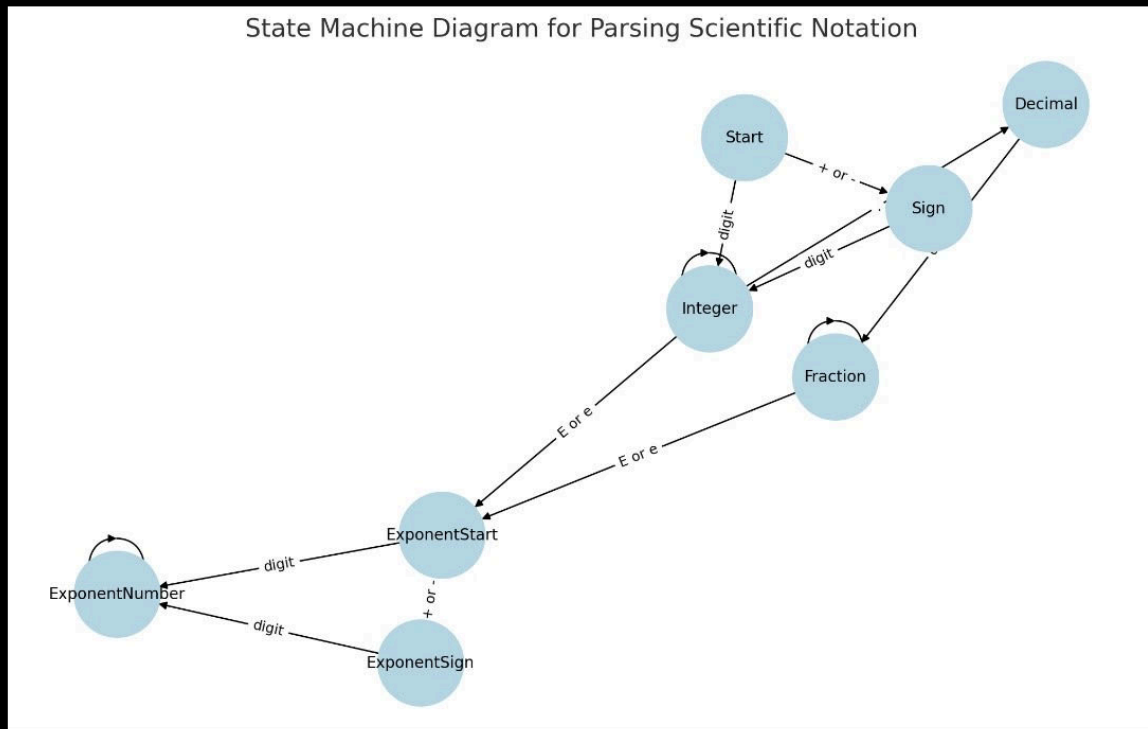 State Machine Diagram for Parsing Scientific Notation
Decimal
Start
+ or -
Sign
.
digit
digit
Integer
Fraction
E or e
E or e
ExponentStart
digit
ExponentNumber
+ or -
digit
ExponentSign